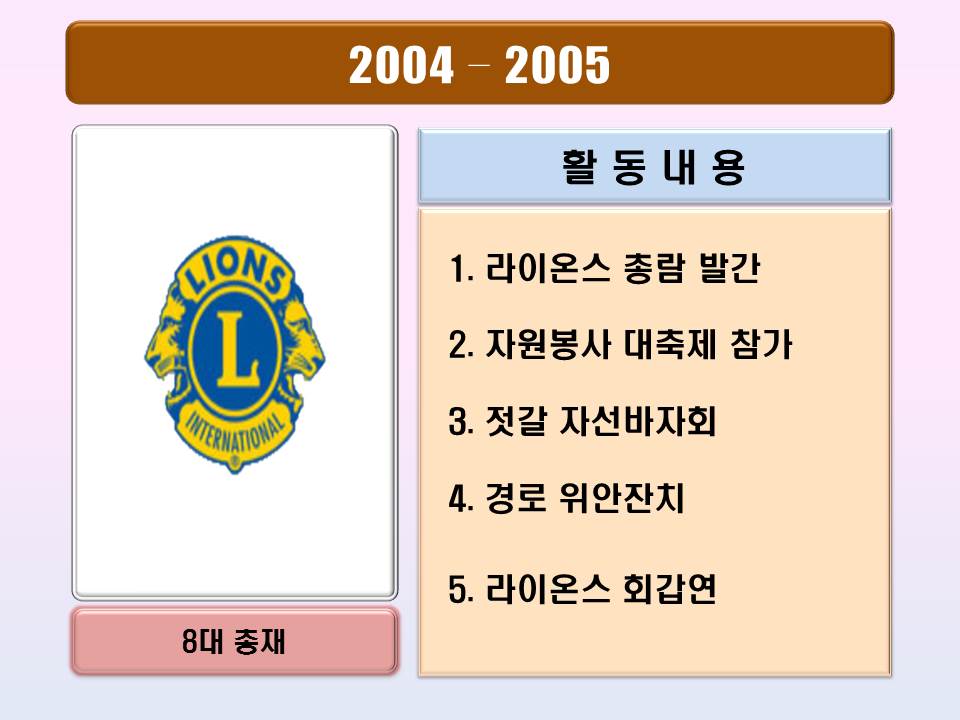 2004 – 2005
LIONS
L
INTERNATIONAL
®
8대 총재
활 동 내 용
1. 라이온스 총람 발간
2. 자원봉사 대축제 참가
3. 젓갈 자선바자회
4. 경로 위안잔치
5. 라이온스 회갑연